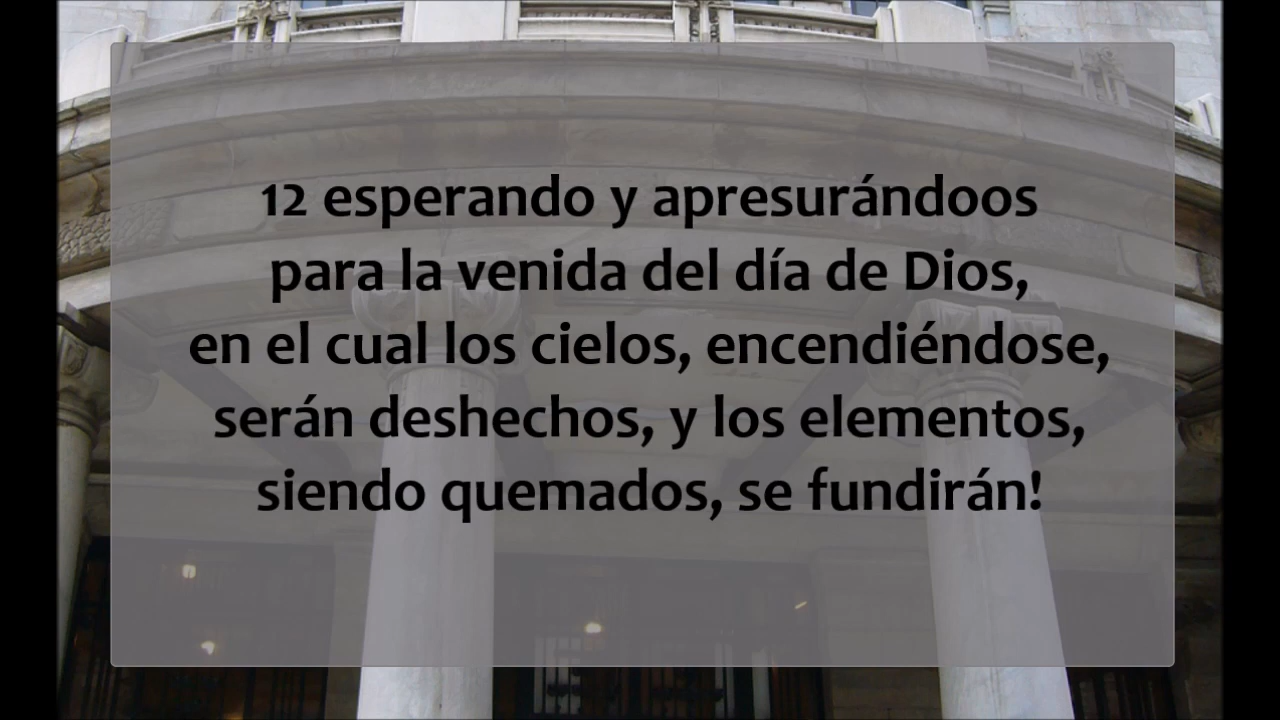 12 esperando y apresurándoos
para la venida del día de Dios,
en el cual los cielos, encendiéndose,
serán deshechos, y los elementos,
siendo quemados, se fundirán!